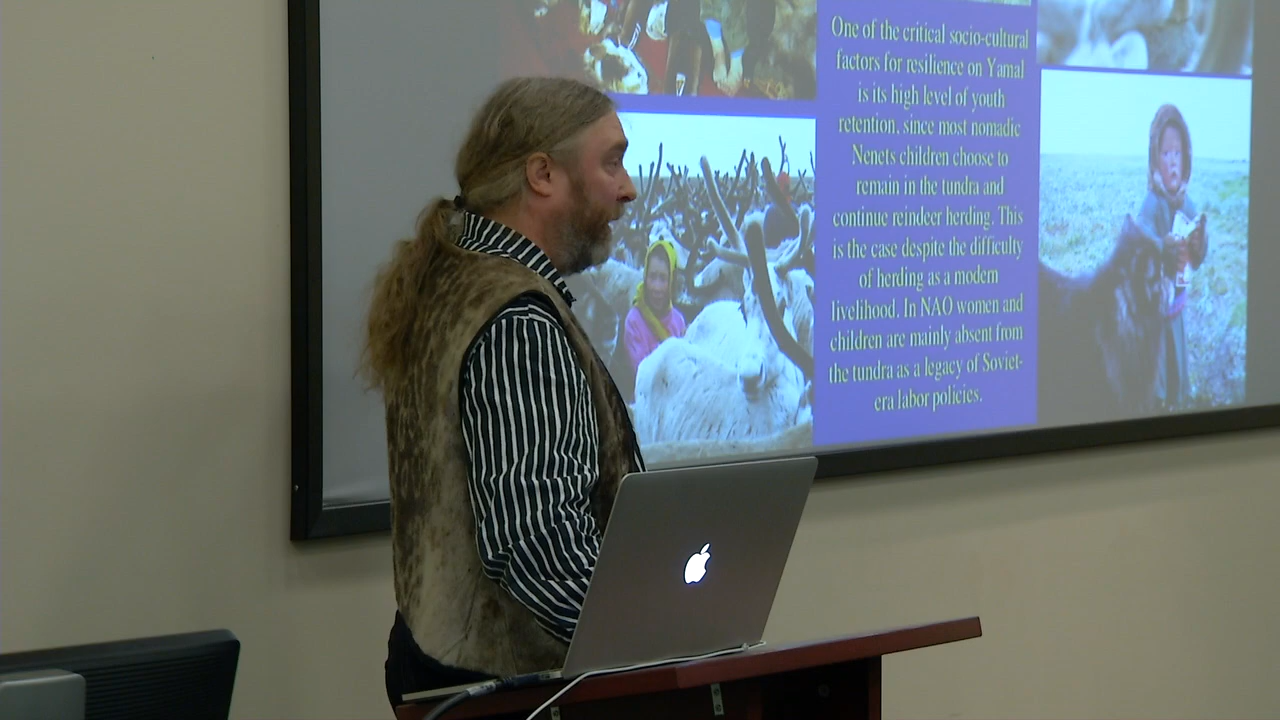 One of the critical socio-cultural
factors for resilience on Yamal
is its high level of youth
retention, since most nomadic
Nenets children choose to
remain in the tundra and
continue reindeer herding. This
is the case despite the difficulty
of herding as a modern
livelihood. In NAO women and
children are mainly absent from
the tundra as a legacy of Soviet-
era labor policies.